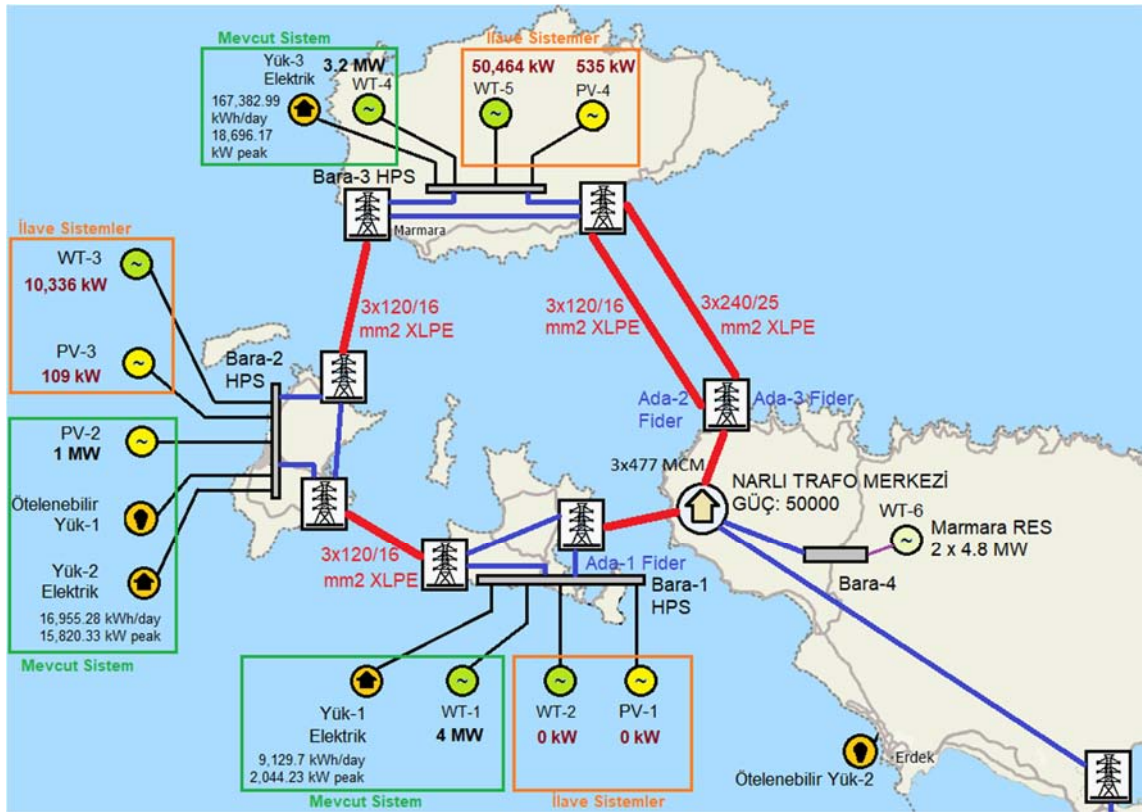 Mevcut Sistem
Yük-3
Elektrik
3.2 MW
WT-4
167,382.99
kWh/day
18,696.17
kW peak
İlave Sistemler
50,464 kW
535 kW
WT-5
PV-4
Bara-3 HPS
Marmara
İlave Sistemler
WT-3
10,336 kW
PV-3
109 kW
Bara-2
HPS
3x120/16
mm2 XLPE
3x120/16
mm2 XLPE
3x240/25
mm2 XLPE
PV-2
1 MW
Ötelenebilir
Yük-1
Yük-2
Elektrik
16,955.28 kWh/day
15,820.33 kW peak
Mevcut Sistem
Ada-2
Fider
Ada-3 Fider
3x477 MCM
NARLI TRAFO MERKEZİ
GÜÇ: 50000
WT-6
Marmara RES
2 x 4.8 MW
Bara-4
3x120/16
mm2 XLPE
Ada-1 Fider
Bara-1
HPS
Yük-1
Elektrik
9,129.7 kWh/day
2,044.23 kW peak
WT-1
4 MW
Mevcut Sistem
WT-2
0 kW
PV-1
0 kW
İlave Sistemler
Erdek
Ötelenebilir Yük-2